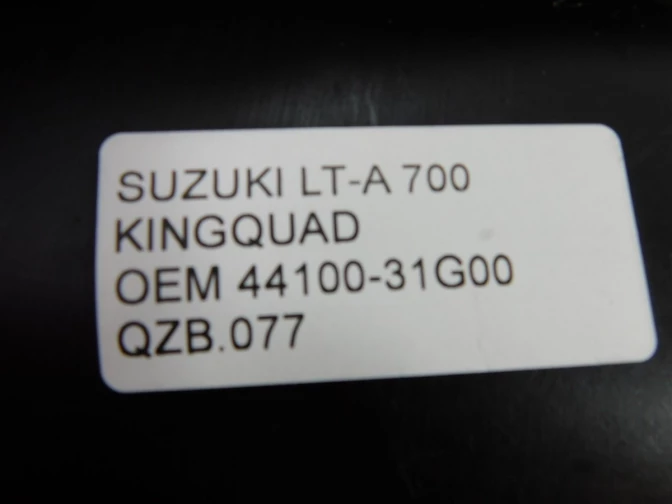 SUZUKI LT-A 700
KINGQUAD
OEM 44100-31G00
QZB.077